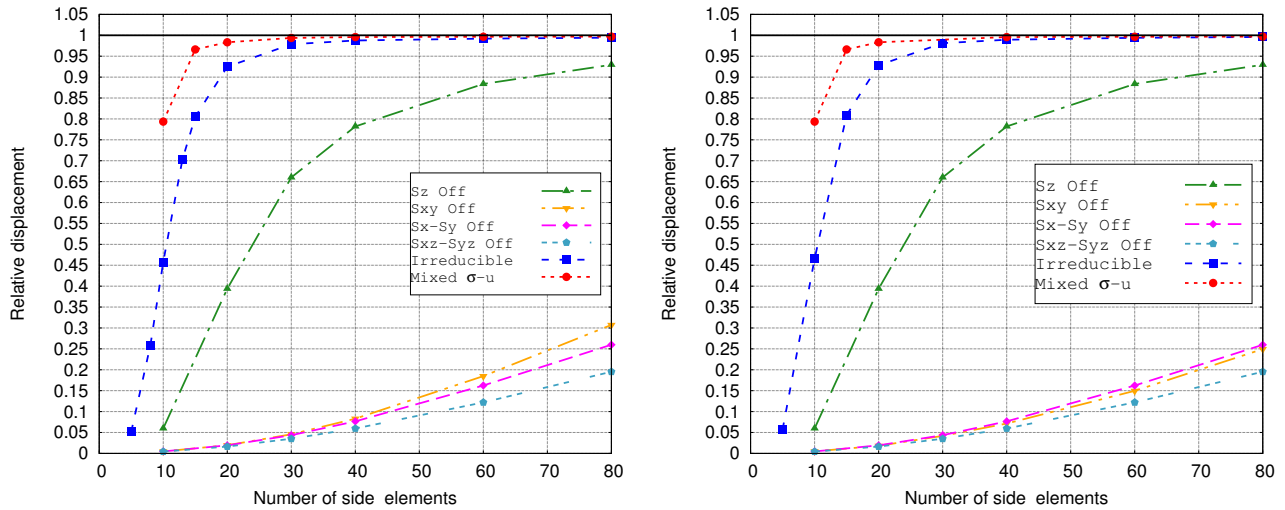 1.05
1
0.95
0.9
0.85
0.8
0.75
0.7
0.65
0.6
0.55
0.5
0.45
0.4
0.35
0.3
0.25
0.2
0.15
0.1
0.05
0
Relative displacement
Sz Off
Sxy Off
Sx-Sy Off
Sxz-Syz Off
Irreducible
Mixed σ-u
0 10 20 30 40 50 60 70 80
Number of side elements
1.05
1
0.95
0.9
0.85
0.8
0.75
0.7
0.65
0.6
0.55
0.5
0.45
0.4
0.35
0.3
0.25
0.2
0.15
0.1
0.05
0
Relative displacement
Sz Off
Sxy Off
Sx-Sy Off
Sxz-Syz Off
Irreducible
Mixed σ-u
0 10 20 30 40 50 60 70 80
Number of side elements